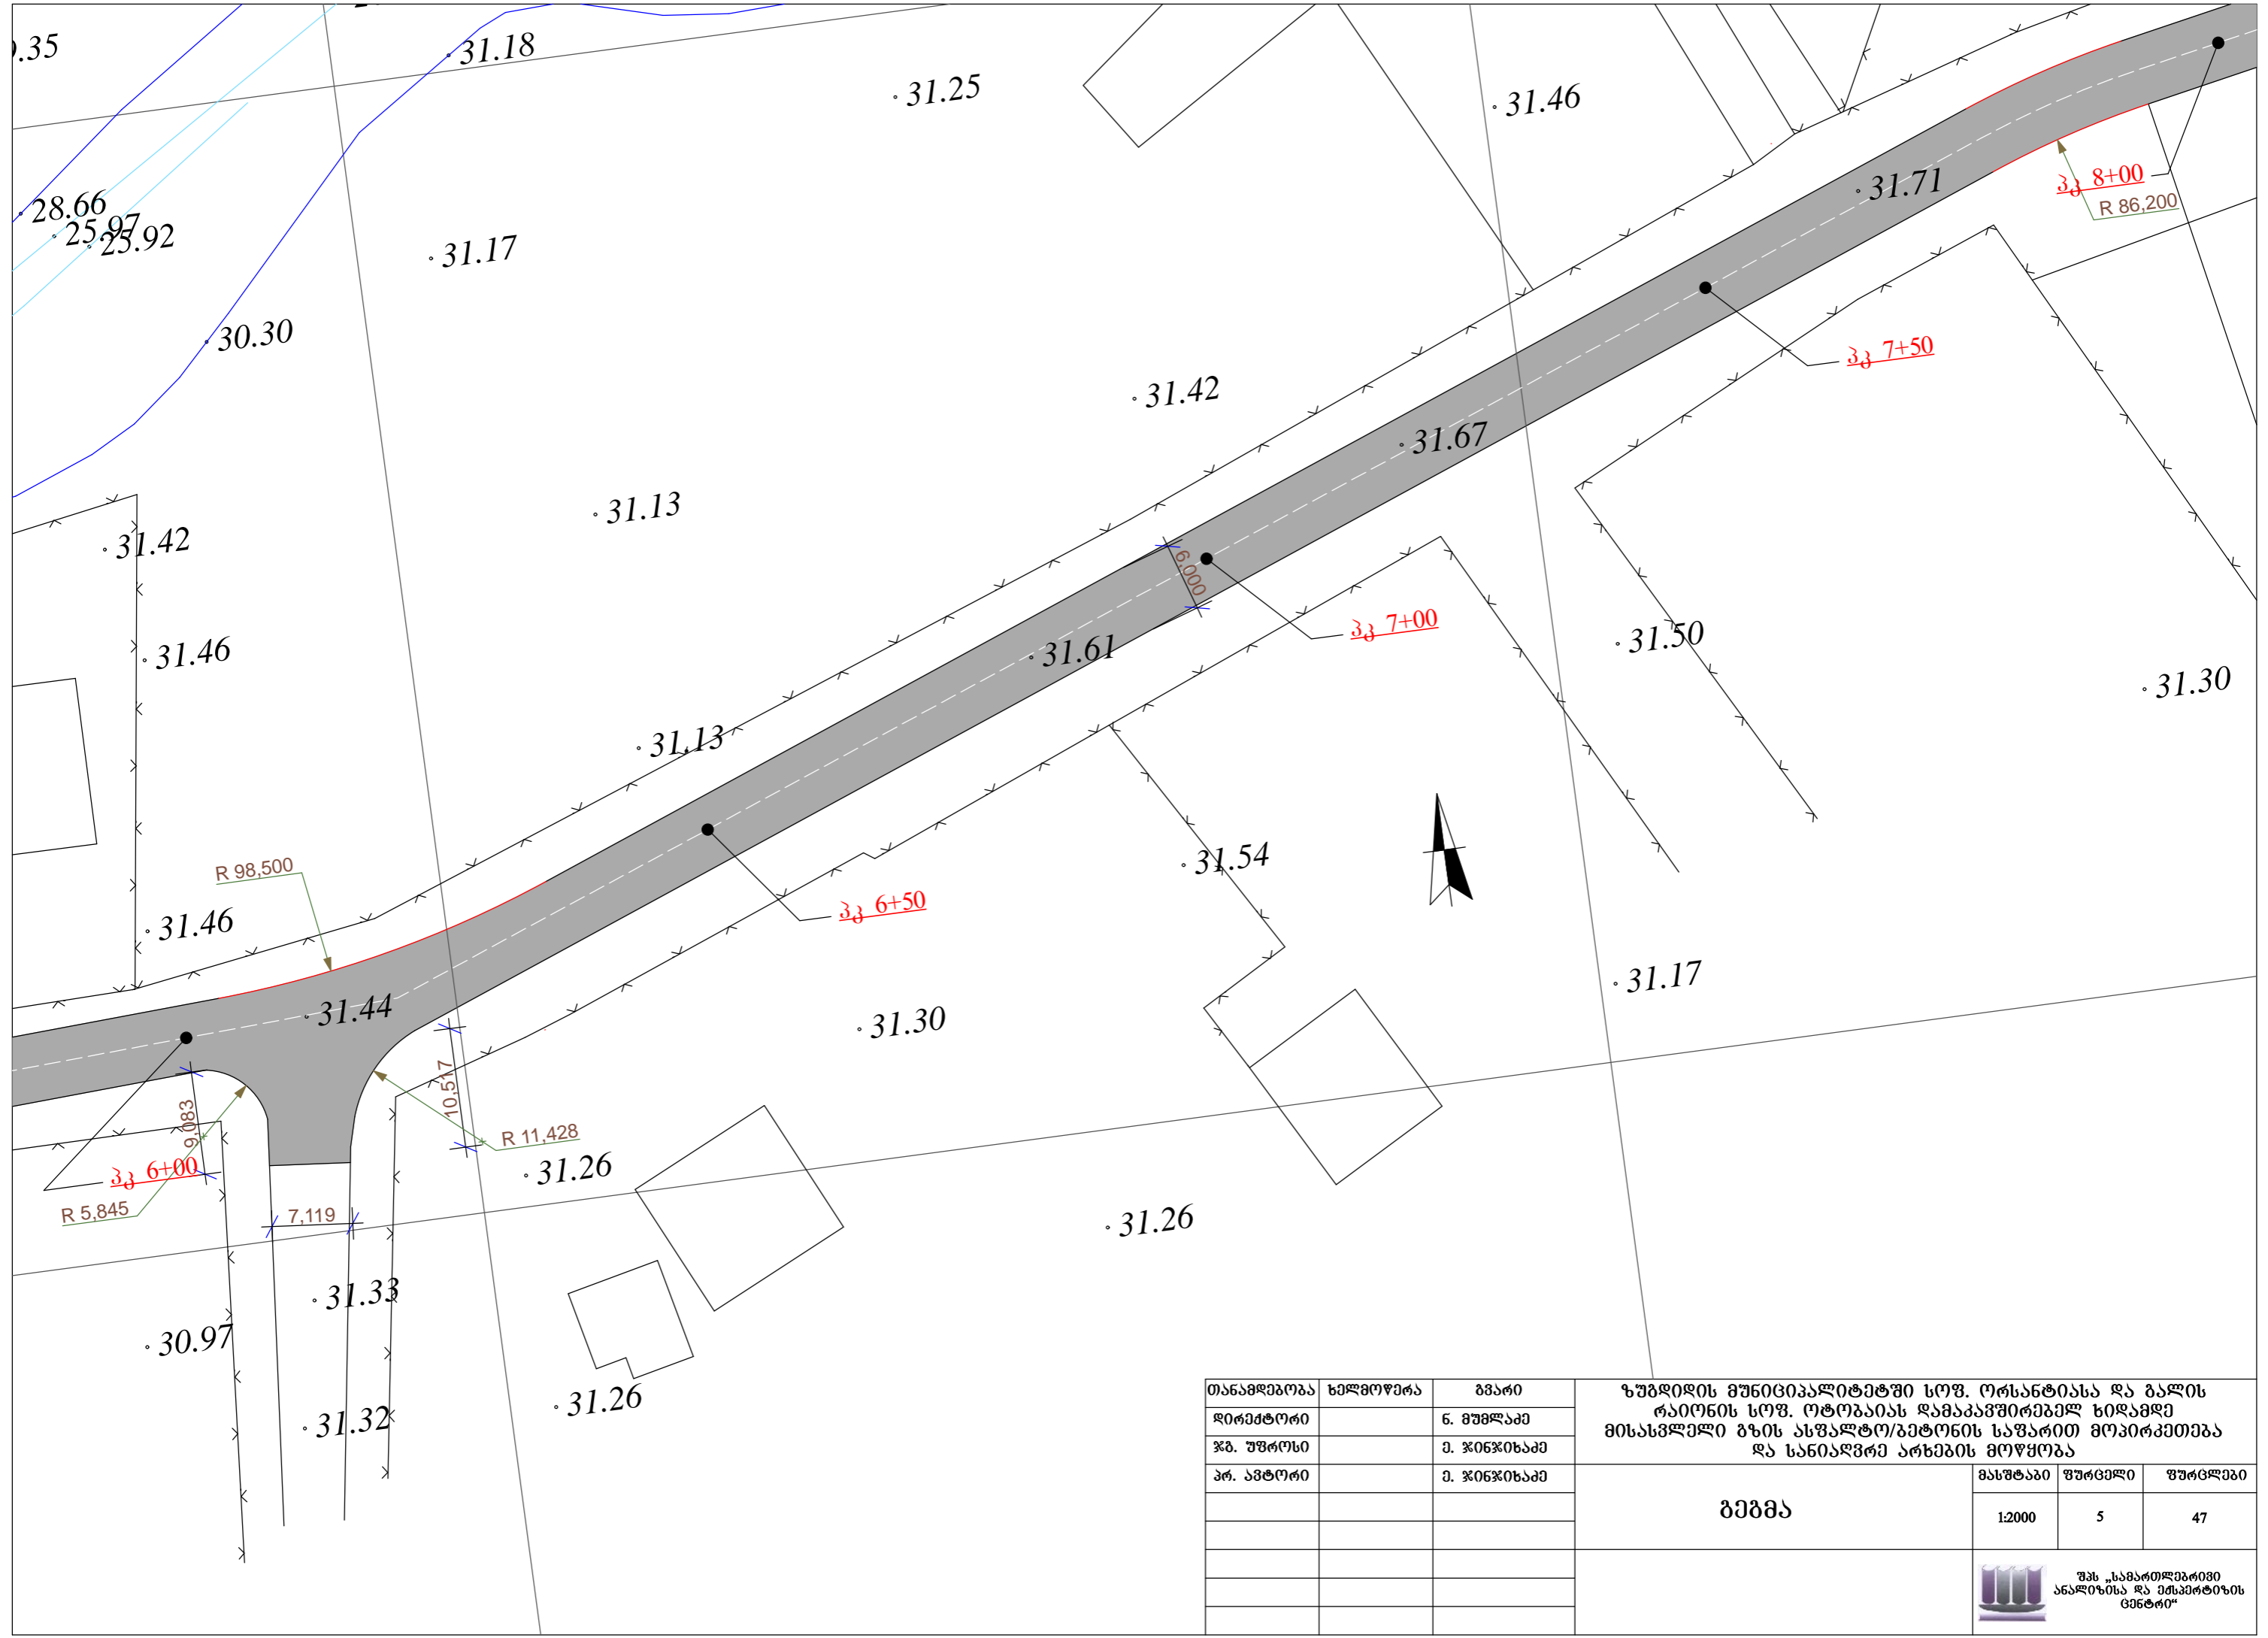 .35
31.18
31.25
31.46
31.71
პკ 8+00
R 86,200
28.66
25.97
25.92
31.17
30.30
პკ 7+50
31.42
31.67
31.13
31.42
6,000
პკ 7+00
31.61
31.50
31.46
31.30
31.13
31.54
R 98,500
პკ 6+50
31.46
31.44
31.17
31.30
9,083
10,517
R 11,428
პკ 6+00
31.26
R 5,845
7,119
31.26
31.33
30.97
31.26
31.32
თანამდებობა ხელმოწერა გვარი
დირექტორი ნ. მუმლაძე
ჯგ. უფროსი ე. ჯინჯიხაძე
პრ. ავტორი ე. ჯინჯიხაძე
ზუგდიდის მუნიციპალიტეტში სოფ. ორსანტიასა და გალის
რაიონის სოფ. ოტობაიას დამაკავშირებელ ხიდამდე
მისასვლელი გზის ასფალტო/ბეტონის საფარით მოპირკეთება
და სანიაღვრე არხების მოწყობა
გეგმა
მასშტაბი ფურცელი ფურცლები
1:2000 5 47
შპს „სამართლებრივი
ანალიზისა და ექსპერტიზის
ცენტრი“